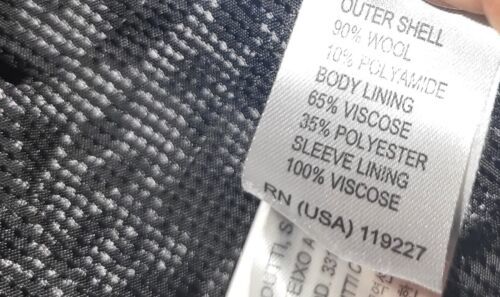 OUTER SHELL
90% WOOL
10% POLYAMIDE
BODY LINING
65% VISCOSE
35% POLYESTER
SLEEVE LINING
100% VISCOSE
RN (USA) 119227
EIXO A